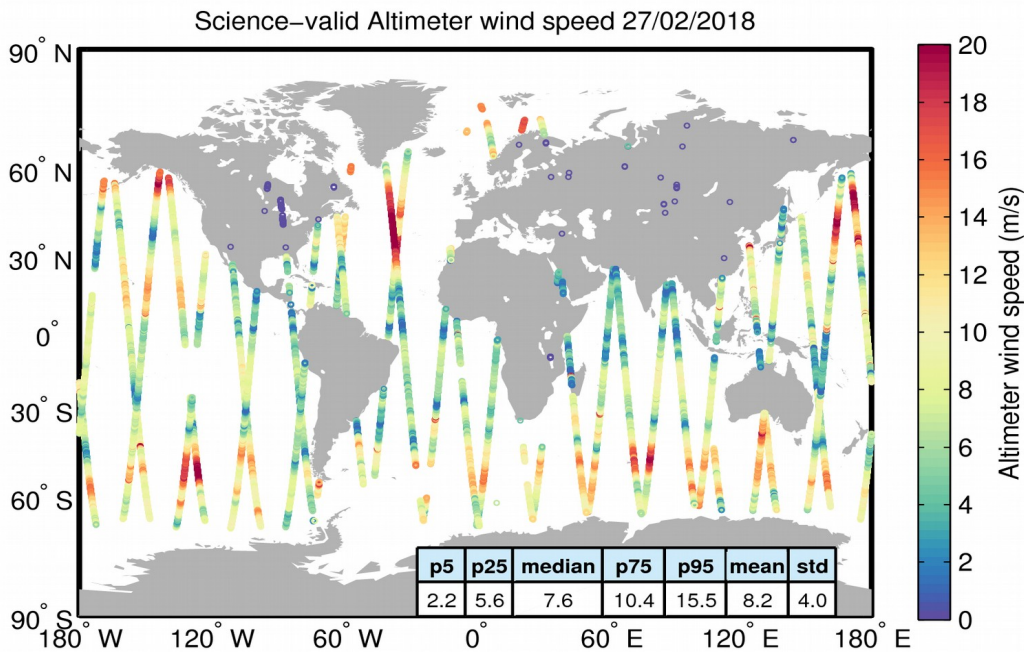 Science−valid Altimeter wind speed 27/02/2018
90° N
60° N
30° N
0°
30° S
60° S
90° S
180° W
120° W
60° W
0°
60° E
120° E
180° E
p5 p25 median p75 p95 mean std
2.2 5.6 7.6 10.4 15.5 8.2 4.0
20
18
16
14
12
10
8
6
4
2
0
Altimeter wind speed (m/s)